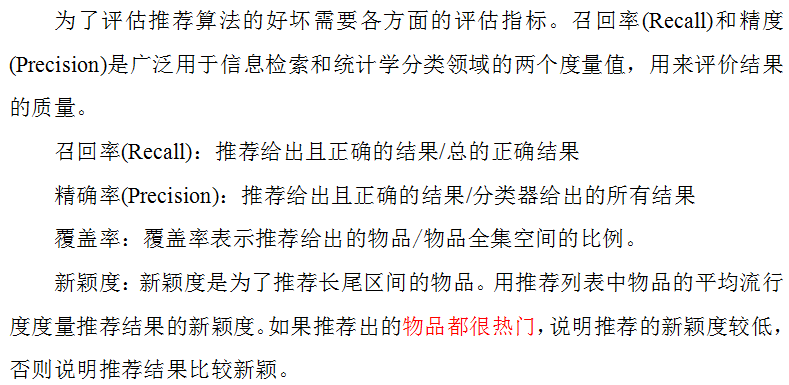 为了评估推荐算法的好坏需要各方面的评估指标。召回率(Recall)和精度
(Precision)是广泛用于信息检索和统计学分类领域的两个度量值，用来评价结果
的质量。
召回率(Recall)：推荐给出且正确的结果/总的正确结果
精确率(Precision)：推荐给出且正确的结果/分类器给出的所有结果
覆盖率：覆盖率表示推荐给出的物品/物品全集空间的比例。
新颖度：新颖度是为了推荐长尾区间的物品。用推荐列表中物品的平均流行
度度量推荐结果的新颖度。如果推荐出的物品都很热门，说明推荐的新颖度较低，
否则说明推荐结果比较新颖。